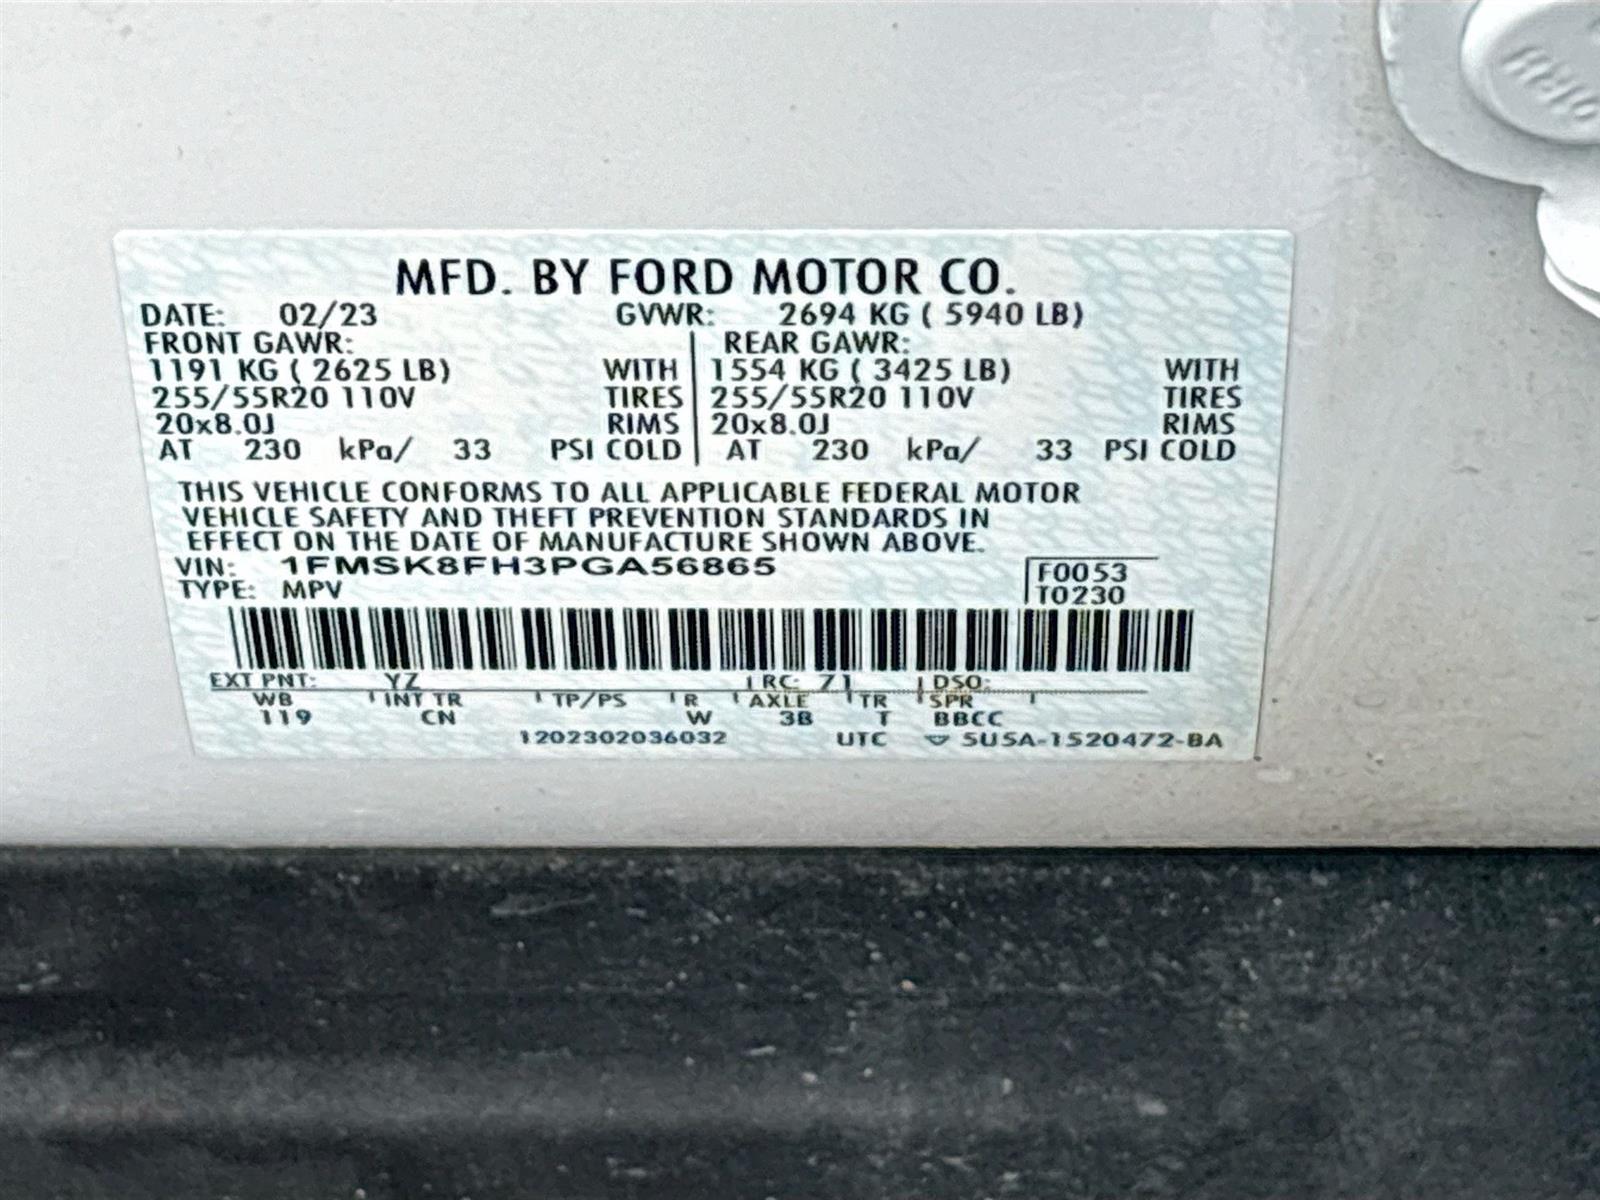 RH
MFD. BY FORD MOTOR CO.
DATE: 02/23 GVWR: 2694 KG ( 5940 LB)
FRONT GAWR: REAR GAWR:
1191 KG ( 2625 LB) WITH 1554 KG ( 3425 LB) WITH
255/55R20 110V TIRES 255/55R20 110V TIRES
20x8.0J RIMS 20x8.0J RIMS
AT 230 kPa/ 33 PSI COLD AT 230 kPa/ 33 PSI COLD
THIS VEHICLE CONFORMS TO ALL APPLICABLE FEDERAL MOTOR
VEHICLE SAFETY AND THEFT PREVENTION STANDARDS IN
EFFECT ON THE DATE OF MANUFACTURE SHOWN ABOVE.
VIN: 1FMSK8FH3PGA56865 F0053
TYPE: MPV T0230
EXT PNT: YZ RC: 71 DSO:
WB INT TR TP/PS R AXLE TR SPR
119 CN W 3B T BBCC
1202302036032 UTC 5U5A-1520472-BA